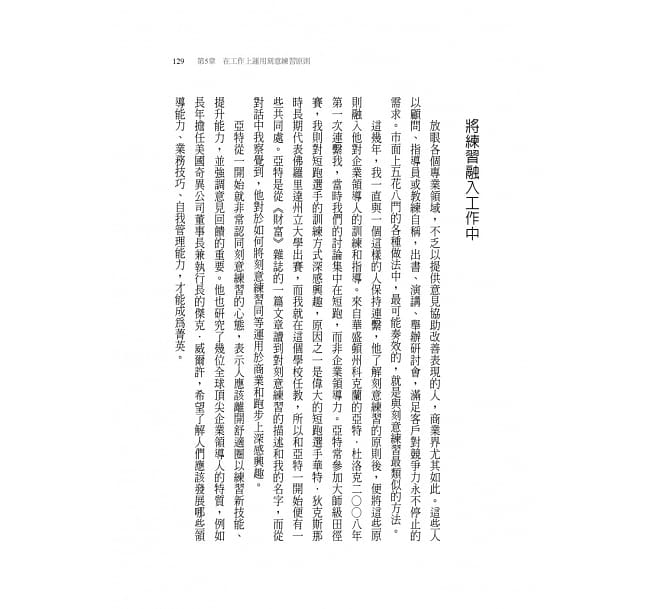 129 第5章 在工作上運用刻意練習原則
將練習融入工作中
放眼各個專業領域，不乏以提供意見協助改善表現的人，商業界尤其如此。這些人
以顧問、指導員或教練自稱，出書、演講、舉辦研討會，滿足客戶對競爭力永不停止的
需求。市面上五花八門的各種做法中，最可能奏效的，就是與刻意練習最類似的方法。
這幾年，我一直與一個這樣的人保持連繫，他了解刻意練習的原則後，便將這些原
則融入他對企業領導人的訓練和指導。來自華盛頓州科克蘭的亞特・杜洛克二〇〇八年
第一次連繫我，當時我們的討論集中在短跑，而非企業領導力。亞特常參加大師級田徑
賽，我則對短跑選手的訓練方式深感興趣，原因之一是偉大的短跑選手華特・狄克斯那
時長期代表佛羅里達州立大學出賽，而我就在這個學校任教，所以和亞特一開始便有一
些共同處。亞特是從《財富》雜誌的一篇文章讀到對刻意練習的描述和我的名字，而從
對話中我察覺到，他對於如何將刻意練習同等運用於商業和跑步上深感興趣。
亞特從一開始就非常認同刻意練習的心態，表示人應該離開舒適圈以練習新技能、
提升能力，並強調意見回饋的重要。他也研究了幾位全球頂尖企業領導人的特質，例如
長年擔任美國奇異公司董事長兼執行長的傑克・威爾許，希望了解人們應該發展哪些領
導能力、業務技巧、自我管理能力，才能成為菁英。